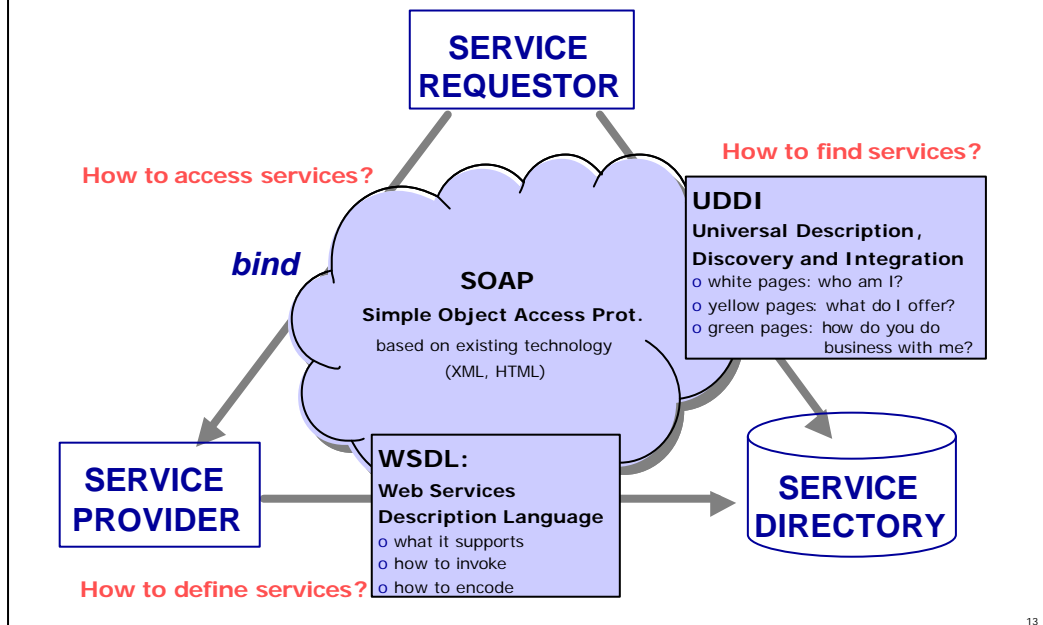 SERVICE
REQUESTOR
How to find services?
How to access services?
UDDI
Universal Description,
Discovery and Integration
o white pages: who am I?
o yellow pages: what do I offer?
o green pages: how do you do
business with me?
bind
SOAP
Simple Object Access Prot.
based on existing technology
(XML, HTML)
SERVICE
PROVIDER
WSDL:
Web Services
Description Language
o what it supports
o how to invoke
o how to encode
SERVICE
DIRECTORY
How to define services?
13